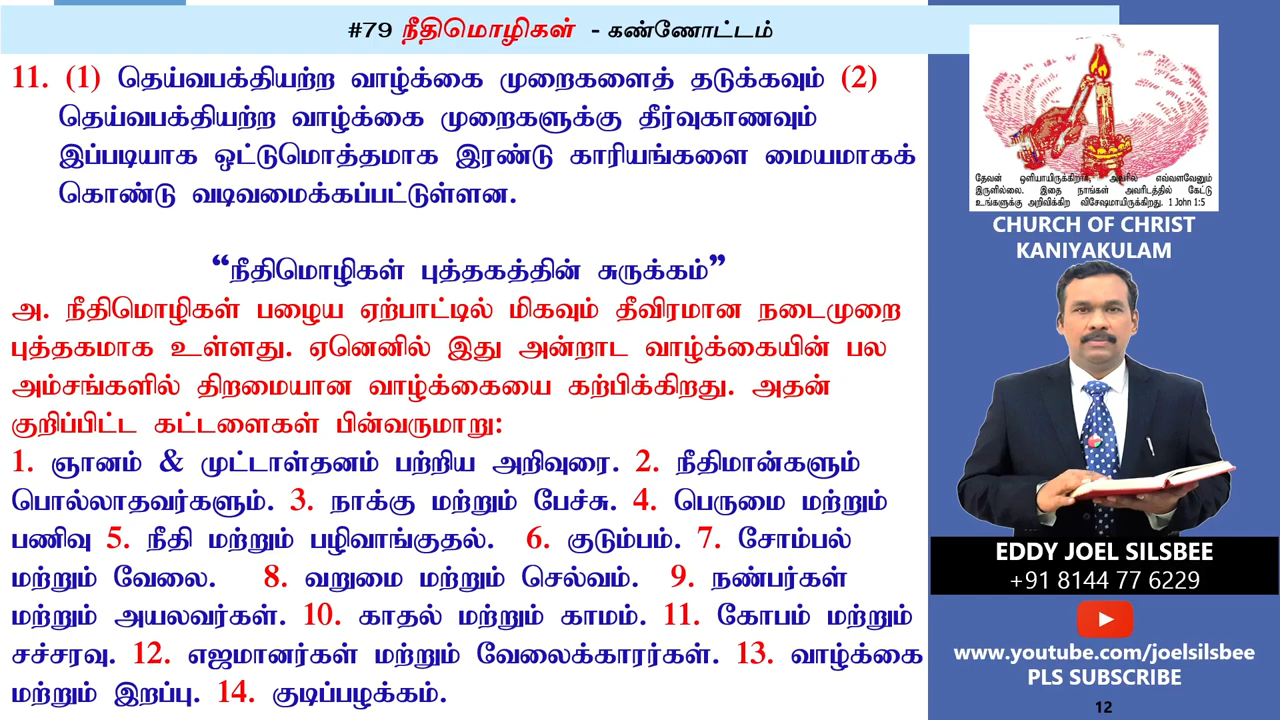 #79 நீதிமொழிகள் - கண்ணோட்டம்
11. (1) தெய்வபக்தியற்ற வாழ்க்கை முறைகளைத் தடுக்கவும் (2)
தெய்வபக்தியற்ற வாழ்க்கை முறைகளுக்கு தீர்வுகாணவும்
இப்படியாக ஒட்டுமொத்தமாக இரண்டு காரியங்களை மையமாகக்
கொண்டு வடிவமைக்கப்பட்டுள்ளன.
“நீதிமொழிகள் புத்தகத்தின் சுருக்கம்”
அ. நீதிமொழிகள் பழைய ஏற்பாட்டில் மிகவும் தீவிரமான நடைமுறை
புத்தகமாக உள்ளது. ஏனெனில் இது அன்றாட வாழ்க்கையின் பல
அம்சங்களில் திறமையான வாழ்க்கையை கற்பிக்கிறது. அதன்
குறிப்பிட்ட கட்டளைகள் பின்வருமாறு:
1. ஞானம் & முட்டாள்தனம் பற்றிய அறிவுரை. 2. நீதிமான்களும்
பொல்லாதவர்களும். 3. நாக்கு மற்றும் பேச்சு. 4. பெருமை மற்றும்
பணிவு 5. நீதி மற்றும் பழிவாங்குதல். 6. குடும்பம். 7. சோம்பல்
மற்றும் வேலை. 8. வறுமை மற்றும் செல்வம். 9. நண்பர்கள்
மற்றும் அயலவர்கள். 10. காதல் மற்றும் காமம். 11. கோபம் மற்றும்
சச்சரவு. 12. எஜமானர்கள் மற்றும் வேலைக்காரர்கள். 13. வாழ்க்கை
மற்றும் இறப்பு. 14. குடிப்பழக்கம்.
தேவன் ஒளியாயிருக்கிறார், அவரில் எவ்வளவேனும்
இருளில்லை. இதை நாங்கள் அவரிடத்தில் கேட்டு
உங்களுக்கு அறிவிக்கிற விசேஷமாயிருக்கிறது. 1 John 1:5
CHURCH OF CHRIST
KANIYAKULAM
EDDY JOEL SILSBEE
+91 8144 77 6229
www.youtube.com/joelsilsbee
PLS SUBSCRIBE
12